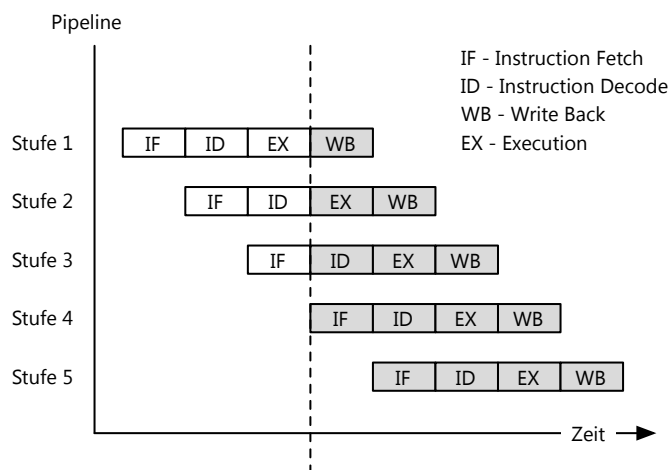 Pipeline
IF - Instruction Fetch
ID - Instruction Decode
WB - Write Back
EX - Execution
Stufe 1 IF ID EX WB
Stufe 2 IF ID EX WB
Stufe 3 IF ID EX WB
Stufe 4 IF ID EX WB
Stufe 5 IF ID EX WB
Zeit